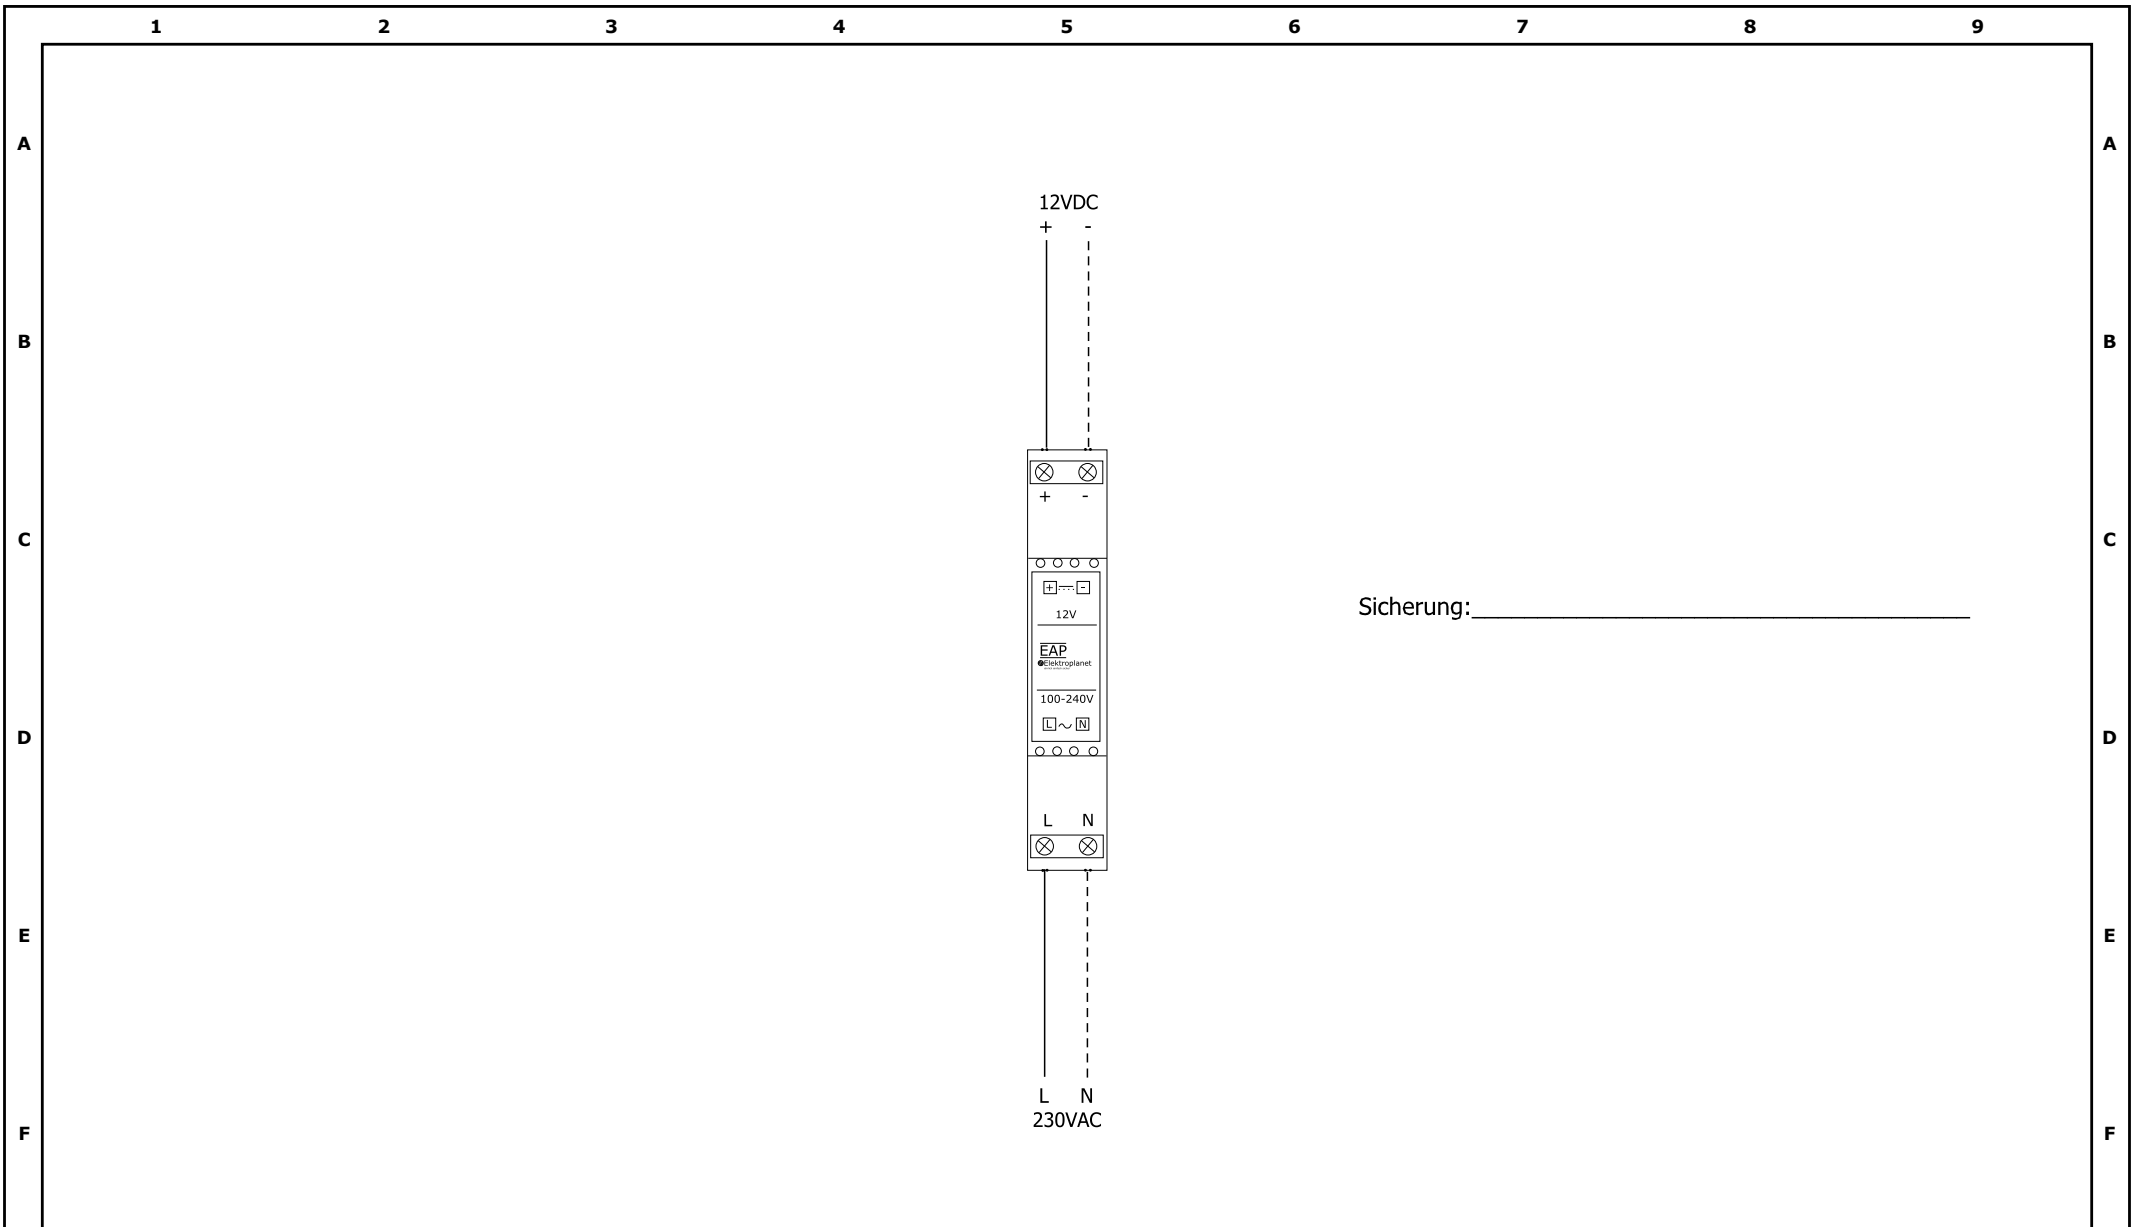 1 2 3 4 5 6 7 8 9
A A
12VDC
+ -
B B
+ -
C C
+ -
Sicherung:
12V
EAP
Elektroplanet
100-240V
L N
D D
L N
E E
L N
230VAC
F F